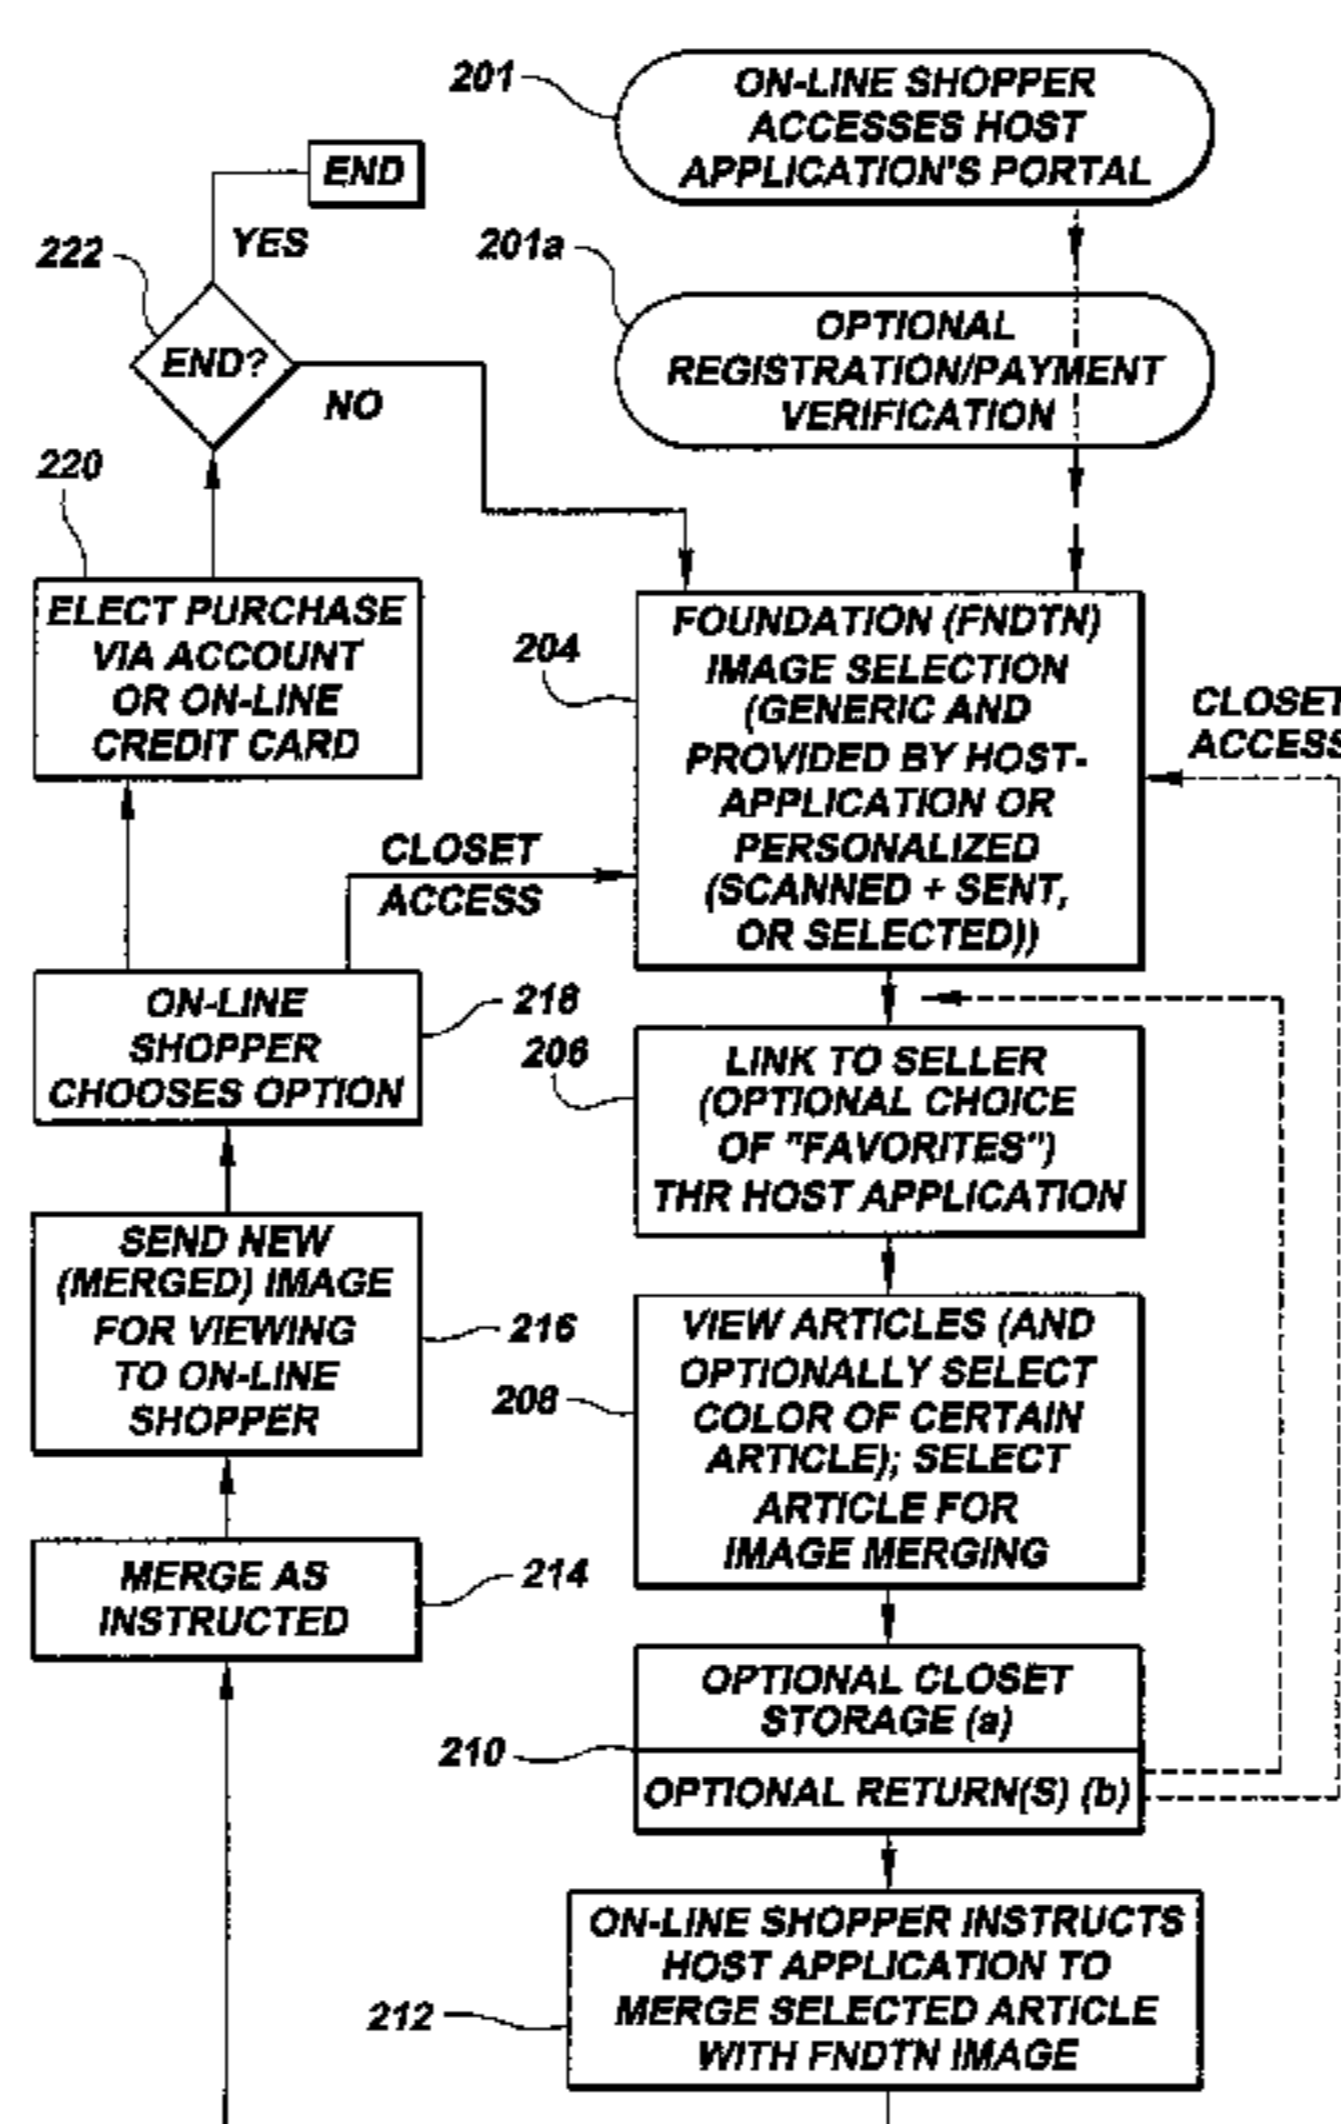 201
ON-LINE SHOPPER
ACCESSES HOST
APPLICATION'S PORTAL
END
YES
222
END?
NO
201a
OPTIONAL
REGISTRATION/PAYMENT
VERIFICATION
220
ELECT PURCHASE
VIA ACCOUNT
OR ON-LINE
CREDIT CARD
204
FOUNDATION (FNDTN)
IMAGE SELECTION
(GENERIC AND
PROVIDED BY HOST-
APPLICATION OR
PERSONALIZED
(SCANNED + SENT,
OR SELECTED))
CLOSET
ACCESS
CLOSET
ACCESS
ON-LINE
SHOPPER
CHOOSES OPTION
218
206
LINK TO SELLER
(OPTIONAL CHOICE
OF "FAVORITES")
THR HOST APPLICATION
SEND NEW
(MERGED) IMAGE
FOR VIEWING
TO ON-LINE
SHOPPER
216
208
VIEW ARTICLES (AND
OPTIONALLY SELECT
COLOR OF CERTAIN
ARTICLE); SELECT
ARTICLE FOR
IMAGE MERGING
MERGE AS
INSTRUCTED
214
OPTIONAL CLOSET
STORAGE (a)
210
OPTIONAL RETURN(S) (b)
212
ON-LINE SHOPPER INSTRUCTS
HOST APPLICATION TO
MERGE SELECTED ARTICLE
WITH FNDTN IMAGE